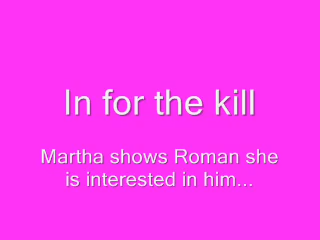 In for the kill
Martha shows Roman she
is interested in him...